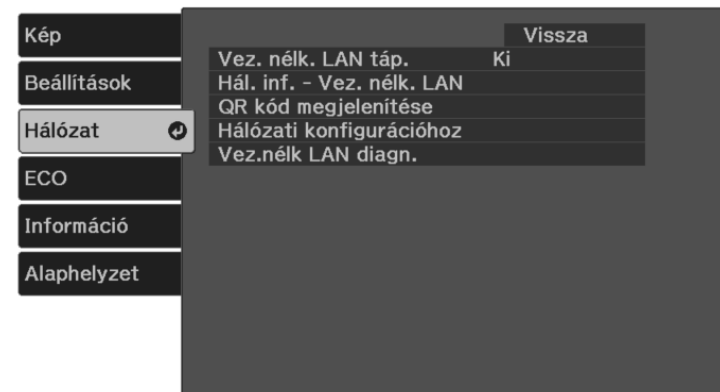 Kép
Beállítások
Hálózat
ECO
Információ
Alaphelyzet
Vissza
Vez. nélk. LAN táp. Ki
Hál. inf. - Vez. nélk. LAN
QR kód megjelenítése
Hálózati konfigurációhoz
Vez.nélk LAN diagn.